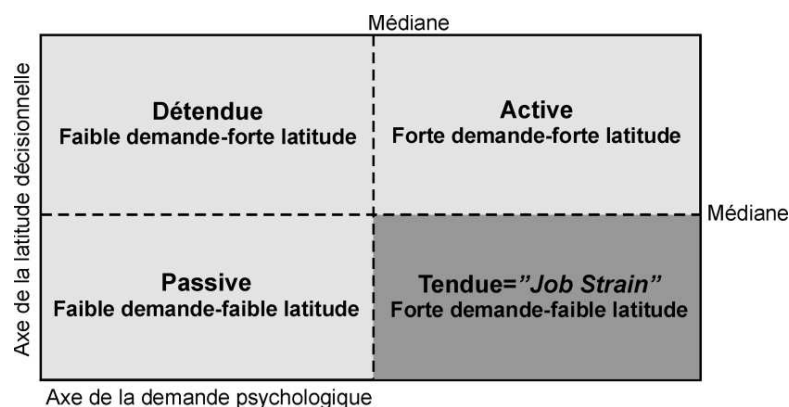 Médiane
Détendue
Faible demande-forte latitude
Active
Forte demande-forte latitude
Axe de la latitude décisionnelle
Médiane
Passive
Faible demande-faible latitude
Tendue=”Job Strain”
Forte demande-faible latitude
Axe de la demande psychologique